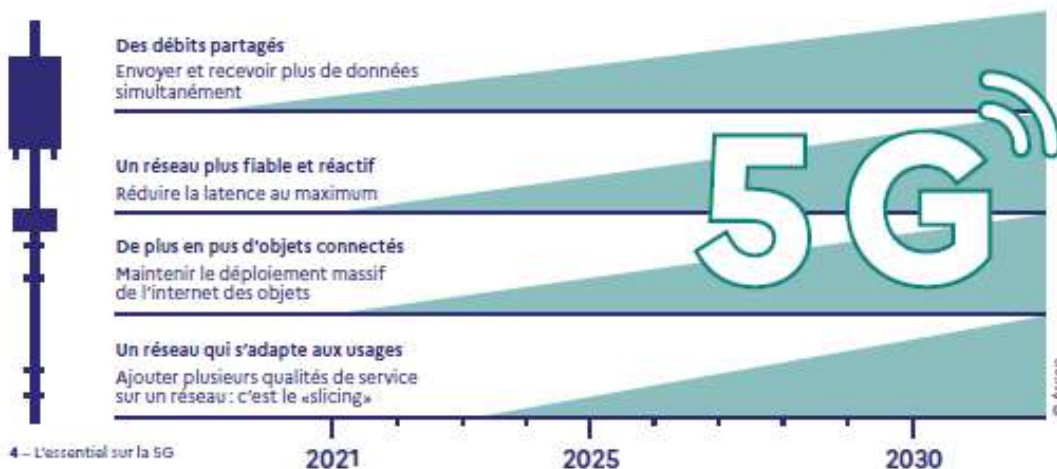 Des débits partagés
Envoyer et recevoir plus de données
simultanément
Un réseau plus fiable et réactif
Réduire la latence au maximum
5G
De plus en pus d'objets connectés
Maintenir le déploiement massif
de l'internet des objets
Un réseau qui s'adapte aux usages
Ajouter plusieurs qualités de service
sur un réseau : c'est le «slicing»
4 – L'essentiel sur la 5G
2021
2025
2030